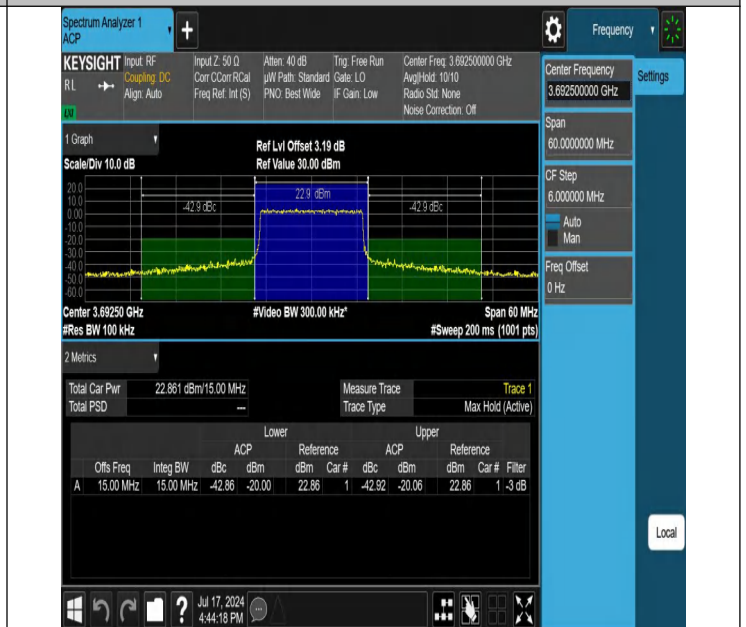 Spectrum Analyzer 1
ACP
+
Frequency
KEYSIGHT
R L
LXI
Input: RF
Coupling: DC
Align: Auto
Input Z: 50 Ω
Corr CCorr RCal
Freq Ref: Int (S)
Atten: 40 dB
µW Path: Standard
PNO: Best Wide
Trig: Free Run
Gate: LO
IF Gain: Low
Center Freq: 3.692500000 GHz
Avg|Hold: 10/10
Radio Std: None
Noise Correction: Off
Center Frequency
3.692500000 GHz
Settings
Span
60.0000000 MHz
CF Step
6.000000 MHz
Auto
Man
Freq Offset
0 Hz
1 Graph
Scale/Div 10.0 dB
Ref Lvl Offset 3.19 dB
Ref Value 30.00 dBm
20.0
10.0
0.00
-10.0
-20.0
-30.0
-40.0
-50.0
-60.0
-42.9 dBc
22.9 dBm
-42.9 dBc
Center 3.69250 GHz
#Video BW 300.00 kHz*
Span 60 MHz
#Res BW 100 kHz
#Sweep 200 ms (1001 pts)
2 Metrics
Total Car Pwr 22.861 dBm/15.00 MHz
Total PSD ---
Measure Trace Trace 1
Trace Type Max Hold (Active)
Lower Upper
ACP Reference ACP Reference
Offs Freq Integ BW dBc dBm dBm Car # dBc dBm dBm Car # Filter
A 15.00 MHz 15.00 MHz -42.86 -20.00 22.86 1 -42.92 -20.06 22.86 1 -3 dB
Local
?
Jul 17, 2024
4:44:18 PM